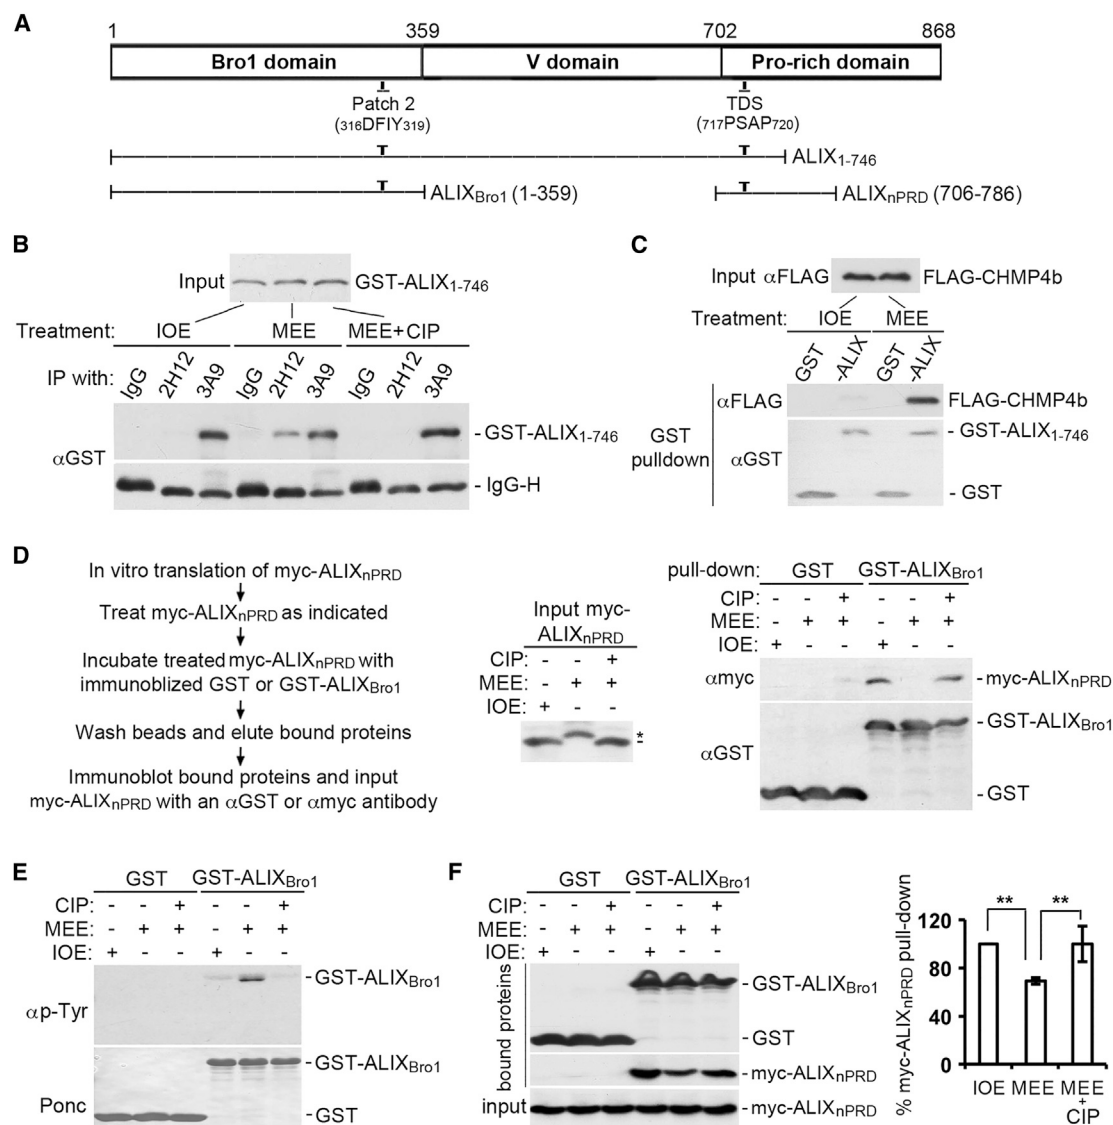 A
1 359 702 868
Bro1 domain V domain Pro-rich domain
Patch 2 TDS
(316DFIY319) (717PSAP720)
ALIX1-746
ALIXBro1 (1-359) ALIXnPRD (706-786)
B
Input GST-ALIX1-746
Treatment: IOE MEE MEE+CIP
IP with: IgG 2H12 3A9 IgG 2H12 3A9 IgG 2H12 3A9
αGST
- GST-ALIX1-746
- IgG-H
C
Input αFLAG FLAG-CHMP4b
Treatment: IOE MEE
GST -ALIX GST -ALIX
GST pulldown
αFLAG FLAG-CHMP4b
αGST - GST-ALIX1-746
- GST
D
In vitro translation of myc-ALIXnPRD
Treat myc-ALIXnPRD as indicated
Incubate treated myc-ALIXnPRD with
immunoblized GST or GST-ALIXBro1
Wash beads and elute bound proteins
Immunoblot bound proteins and input
myc-ALIXnPRD with an αGST or αmyc antibody
Input myc-
ALIXnPRD
CIP: - - +
MEE: - + +
IOE: + - -
*
-
pull-down: GST GST-ALIXBro1
CIP: - - + - - +
MEE: - + + - + +
IOE: + - - + - -
αmyc - myc-ALIXnPRD
αGST - GST-ALIXBro1
- GST
E
GST GST-ALIXBro1
CIP: - - + - - +
MEE: - + + - + +
IOE: + - - + - -
αp-Tyr - GST-ALIXBro1
Ponc - GST-ALIXBro1
- GST
F
GST GST-ALIXBro1
CIP: - - + - - +
MEE: - + + - + +
IOE: + - - + - -
bound proteins
- GST-ALIXBro1
- GST
- myc-ALIXnPRD
input - myc-ALIXnPRD
% myc-ALIXnPRD pull-down
120
80
40
0
** **
IOE MEE MEE
+
CIP